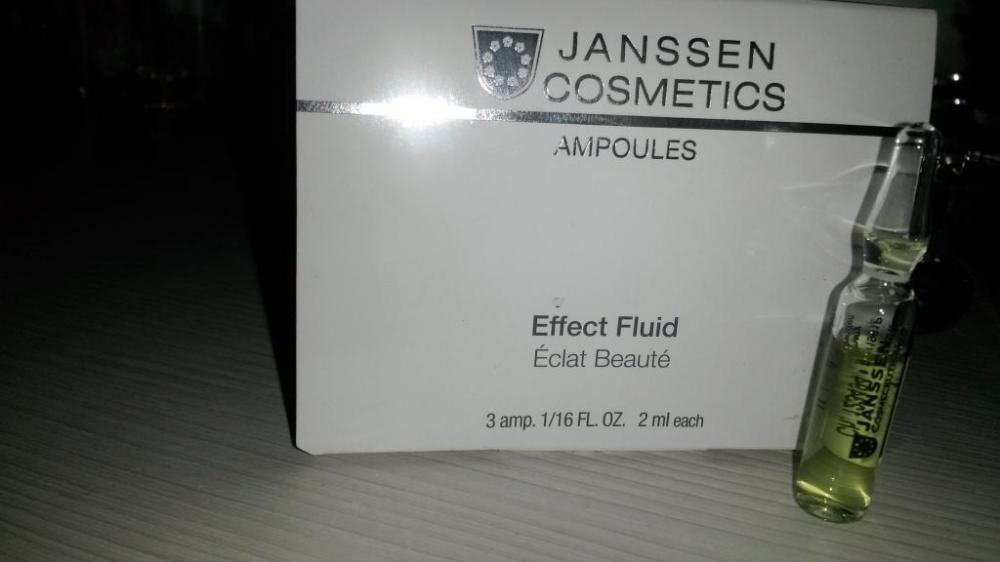 JANSSEN
COSMETICS
AMPOULES
Effect Fluid
Éclat Beauté
3 amp. 1/16 FL. OZ. 2 ml each
JANSSEN